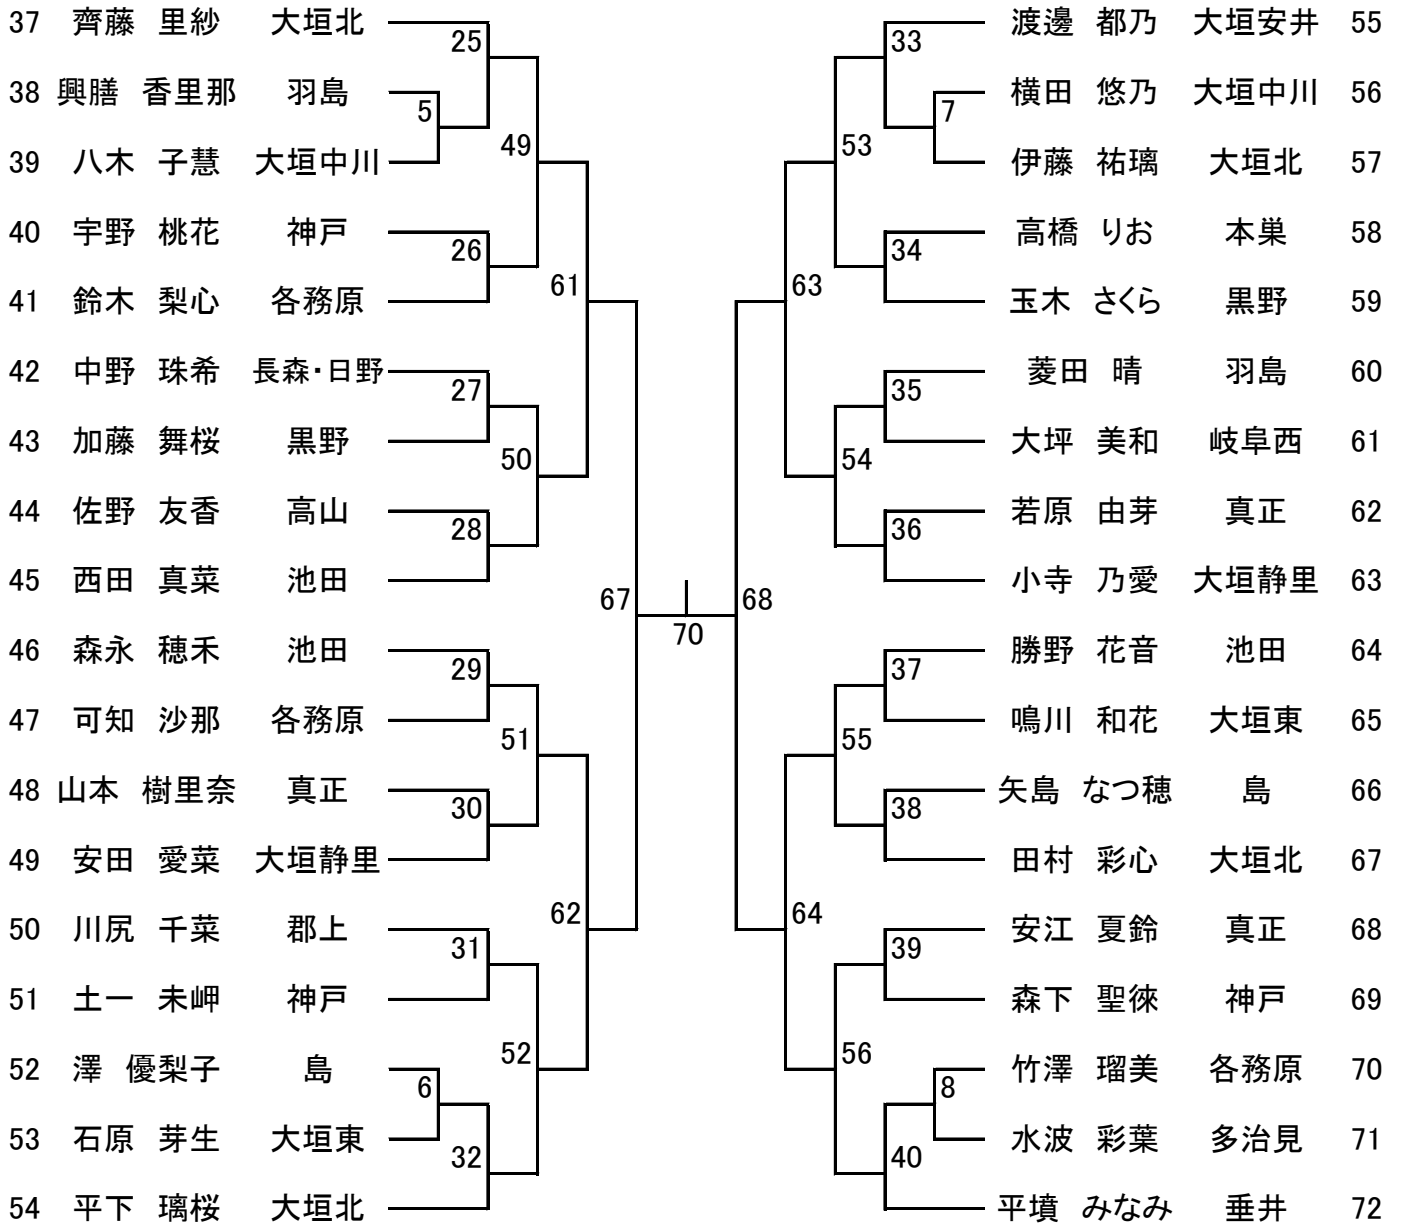 37 齊藤 里紗 大垣北
38 興膳 香里那 羽島
39 八木 子慧 大垣中川
40 宇野 桃花 神戸
41 鈴木 梨心 各務原
42 中野 珠希 長森・日野
43 加藤 舞桜 黒野
44 佐野 友香 高山
45 西田 真菜 池田
46 森永 穂禾 池田
47 可知 沙那 各務原
48 山本 樹里奈 真正
49 安田 愛菜 大垣静里
50 川尻 千菜 郡上
51 土一 未岬 神戸
52 澤 優梨子 島
53 石原 芽生 大垣東
54 平下 璃桜 大垣北
25
5
49
26
61
27
50
28
67
29
51
30
62
31
52
6
32
70
68
33
7
53
34
63
35
54
36
37
55
38
64
39
56
8
40
渡邊 都乃 大垣安井 55
横田 悠乃 大垣中川 56
伊藤 祐璃 大垣北 57
高橋 りお 本巣 58
玉木 さくら 黒野 59
菱田 晴 羽島 60
大坪 美和 岐阜西 61
若原 由芽 真正 62
小寺 乃愛 大垣静里 63
勝野 花音 池田 64
鳴川 和花 大垣東 65
矢島 なつ穂 島 66
田村 彩心 大垣北 67
安江 夏鈴 真正 68
森下 聖徠 神戸 69
竹澤 瑠美 各務原 70
水波 彩葉 多治見 71
平墳 みなみ 垂井 72